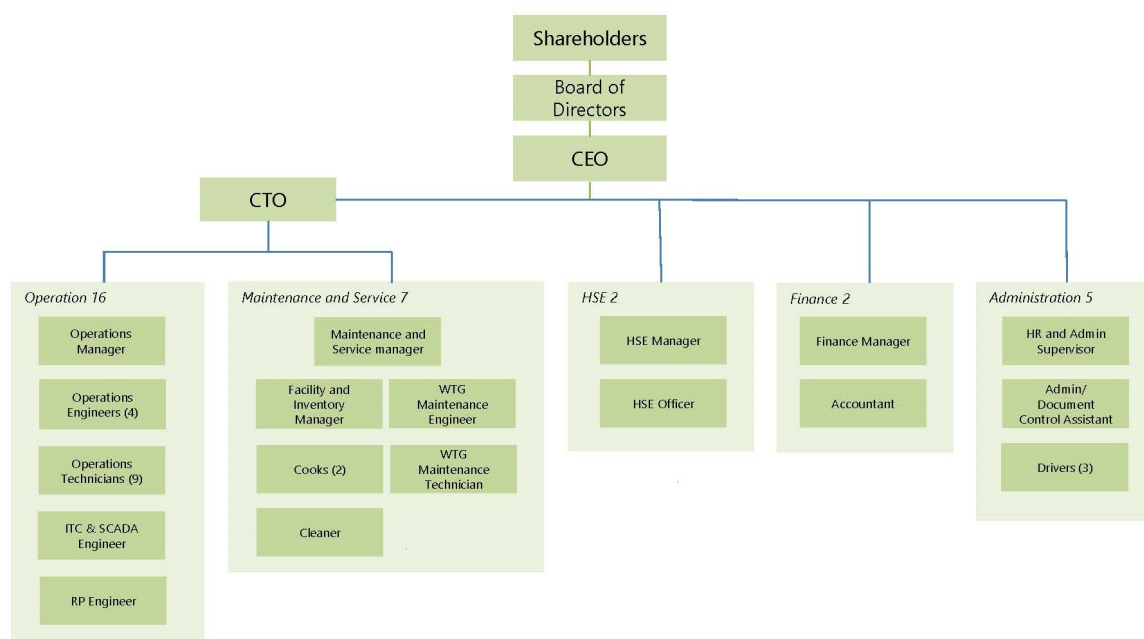 Shareholders
Board of
Directors
CEO
CTO
Operation 16
Operations
Manager
Operations
Engineers (4)
Operations
Technicians (9)
ITC & SCADA
Engineer
RP Engineer
Maintenance and Service 7
Maintenance and
Service manager
Facility and
Inventory
Manager
WTG
Maintenance
Engineer
Cooks (2)
WTG
Maintenance
Technician
Cleaner
HSE 2
HSE Manager
HSE Officer
Finance 2
Finance Manager
Accountant
Administration 5
HR and Admin
Supervisor
Admin/
Document
Control Assistant
Drivers (3)